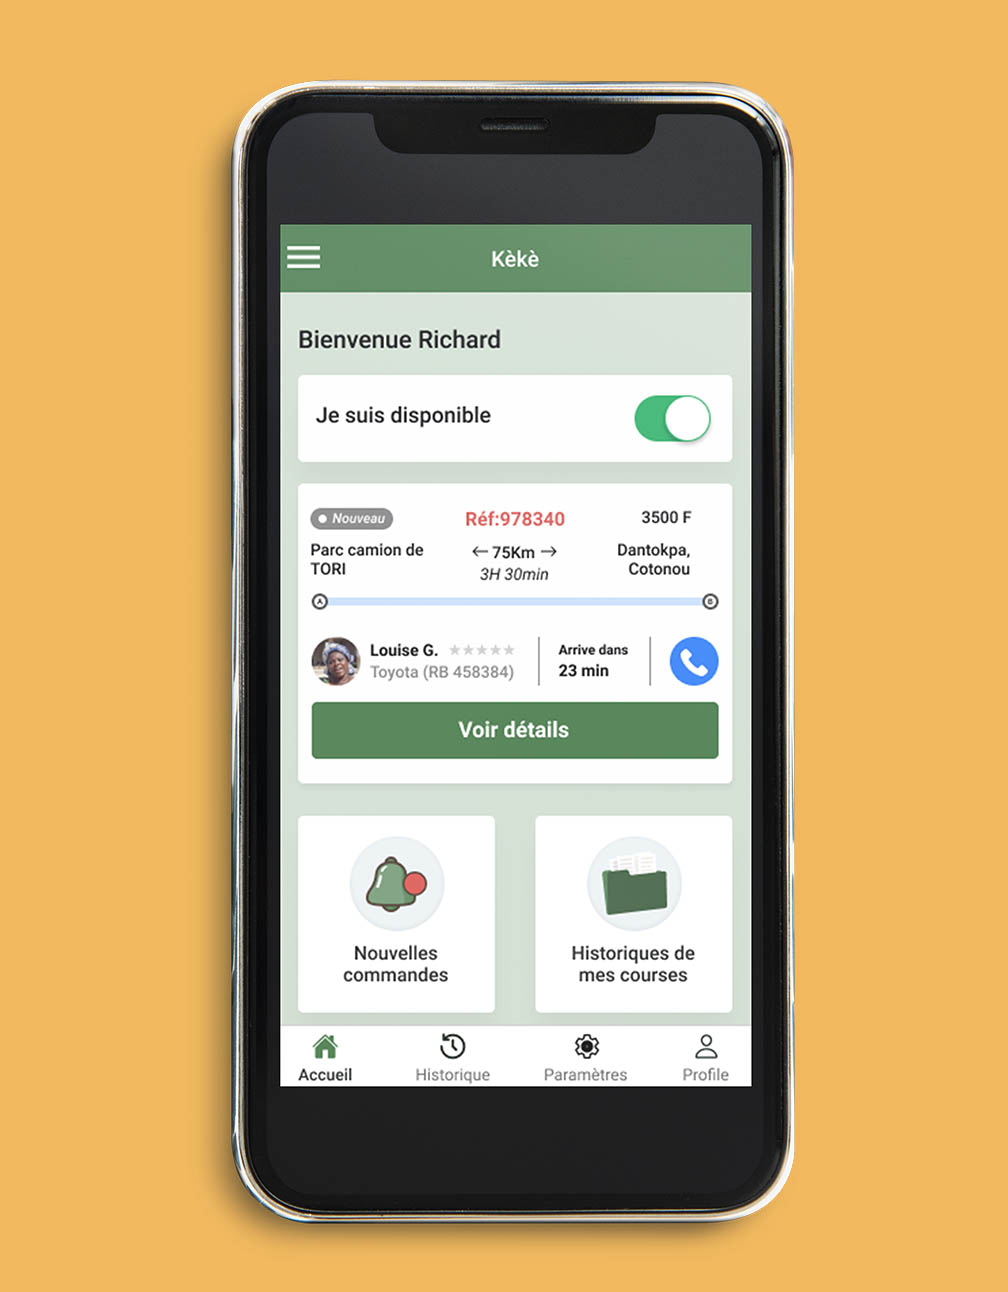 Kèkè
Bienvenue Richard
Je suis disponible
Nouveau
Réf:978340
3500 F
Parc camion de
TORI
←75Km→
3H 30min
Dantokpa,
Cotonou
A
B
Louise G.
Toyota (RB 458384)
Arrive dans
23 min
Voir détails
Nouvelles
commandes
Historiques de
mes courses
Accueil
Historique
Paramètres
Profile